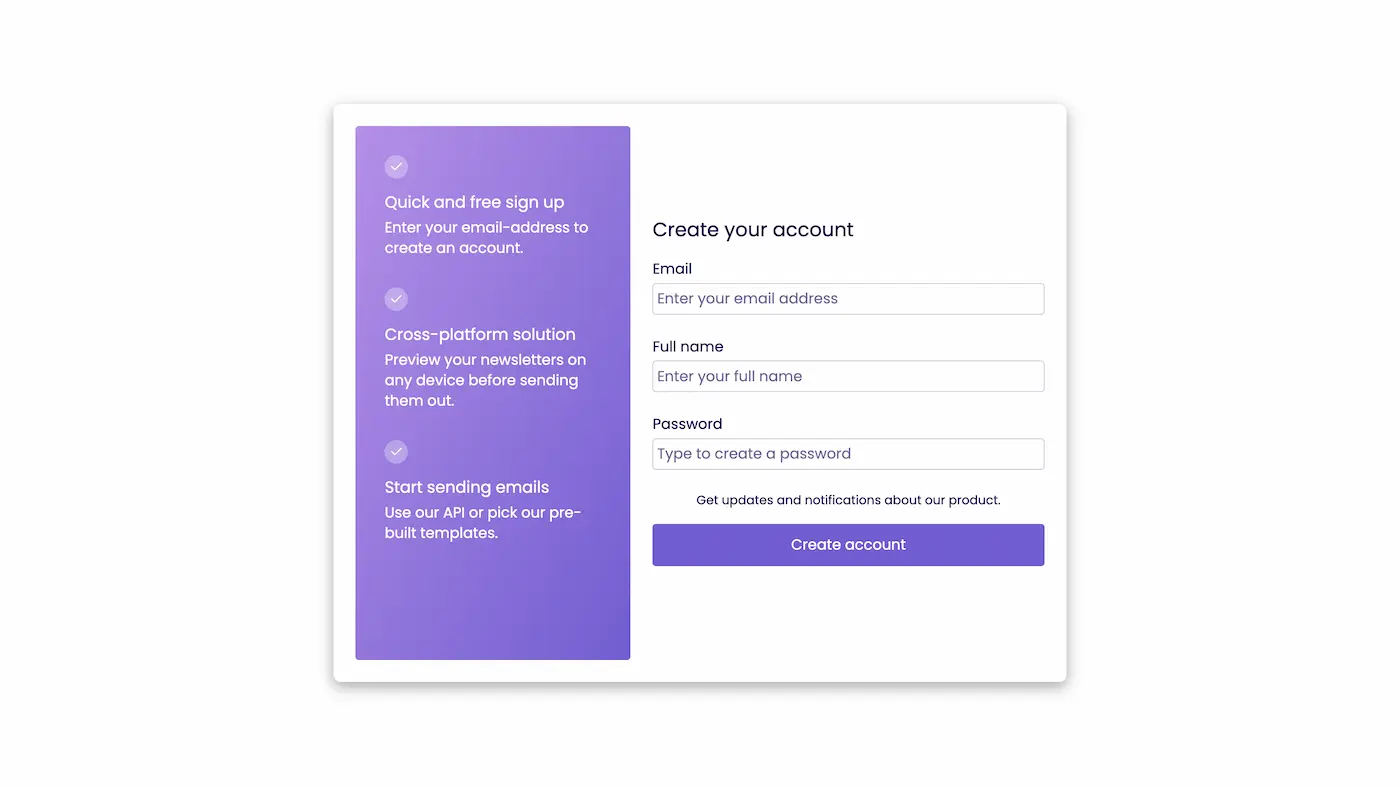 Quick and free sign up
Enter your email-address to
create an account.
Cross-platform solution
Preview your newsletters on
any device before sending
them out.
Start sending emails
Use our API or pick our pre-
built templates.
Create your account
Email
Enter your email address
Full name
Enter your full name
Password
Type to create a password
Get updates and notifications about our product.
Create account